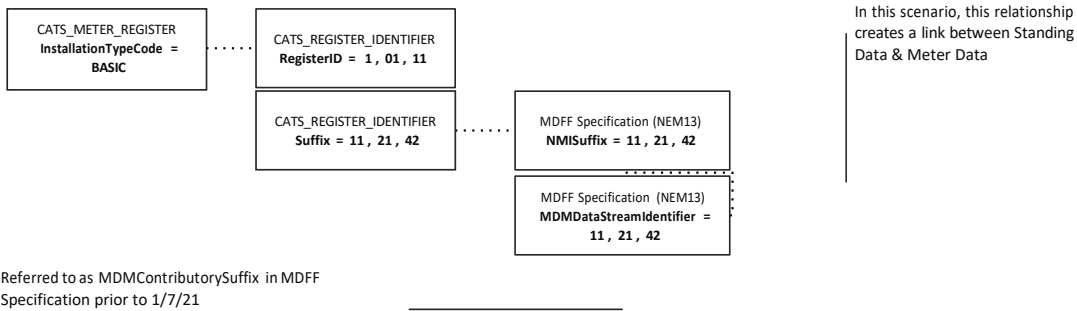 CATS_METER_REGISTER
InstallationTypeCode =
BASIC
CATS_REGISTER_IDENTIFIER
RegisterID = 1 , 01 , 11
In this scenario, this relationship
creates a link between Standing
Data & Meter Data
CATS_REGISTER_IDENTIFIER
Suffix = 11 , 21 , 42
MDFF Specification (NEM13)
NMISuffix = 11 , 21 , 42
MDFF Specification (NEM13)
MDMDataStreamIdentifier =
11 , 21 , 42
Referred to as MDMContributorySuffix in MDFF
Specification prior to 1/7/21